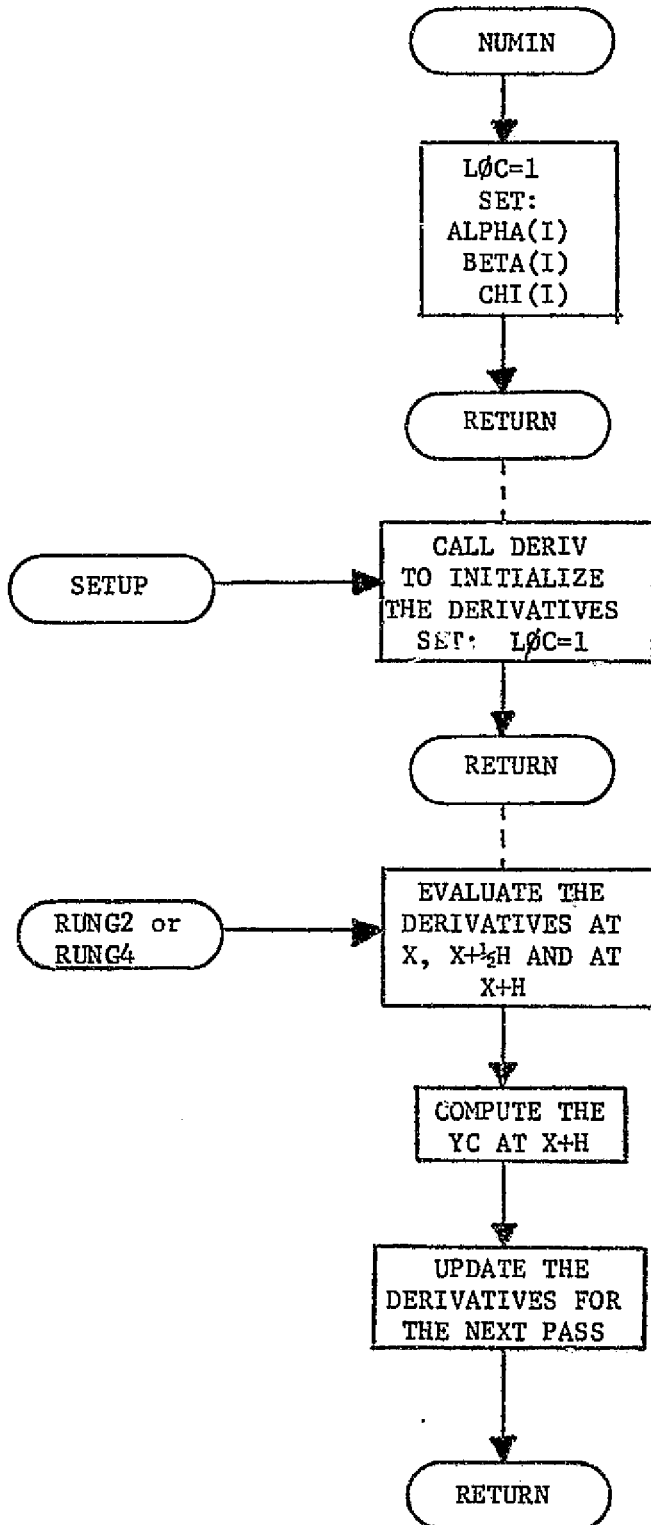 NUMIN
LØC=1
SET:
ALPHA(I)
BETA(I)
CHI(I)
RETURN
SETUP
CALL DERIV
TO INITIALIZE
THE DERIVATIVES
SET: LØC=1
RETURN
RUNG2 or
RUNG4
EVALUATE THE
DERIVATIVES AT
X, X+½H AND AT
X+H
COMPUTE THE
YC AT X+H
UPDATE THE
DERIVATIVES FOR
THE NEXT PASS
RETURN